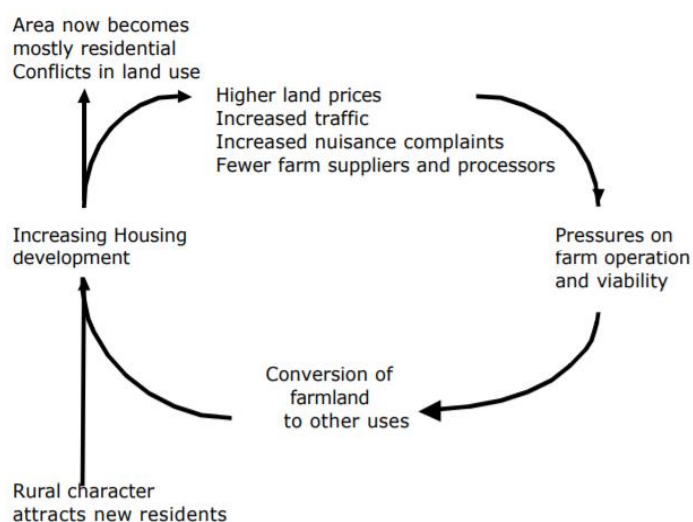 Area now becomes
mostly residential
Conflicts in land use
Higher land prices
Increased traffic
Increased nuisance complaints
Fewer farm suppliers and processors
Increasing Housing
development
Pressures on
farm operation
and viability
Conversion of
farmland
to other uses
Rural character
attracts new residents